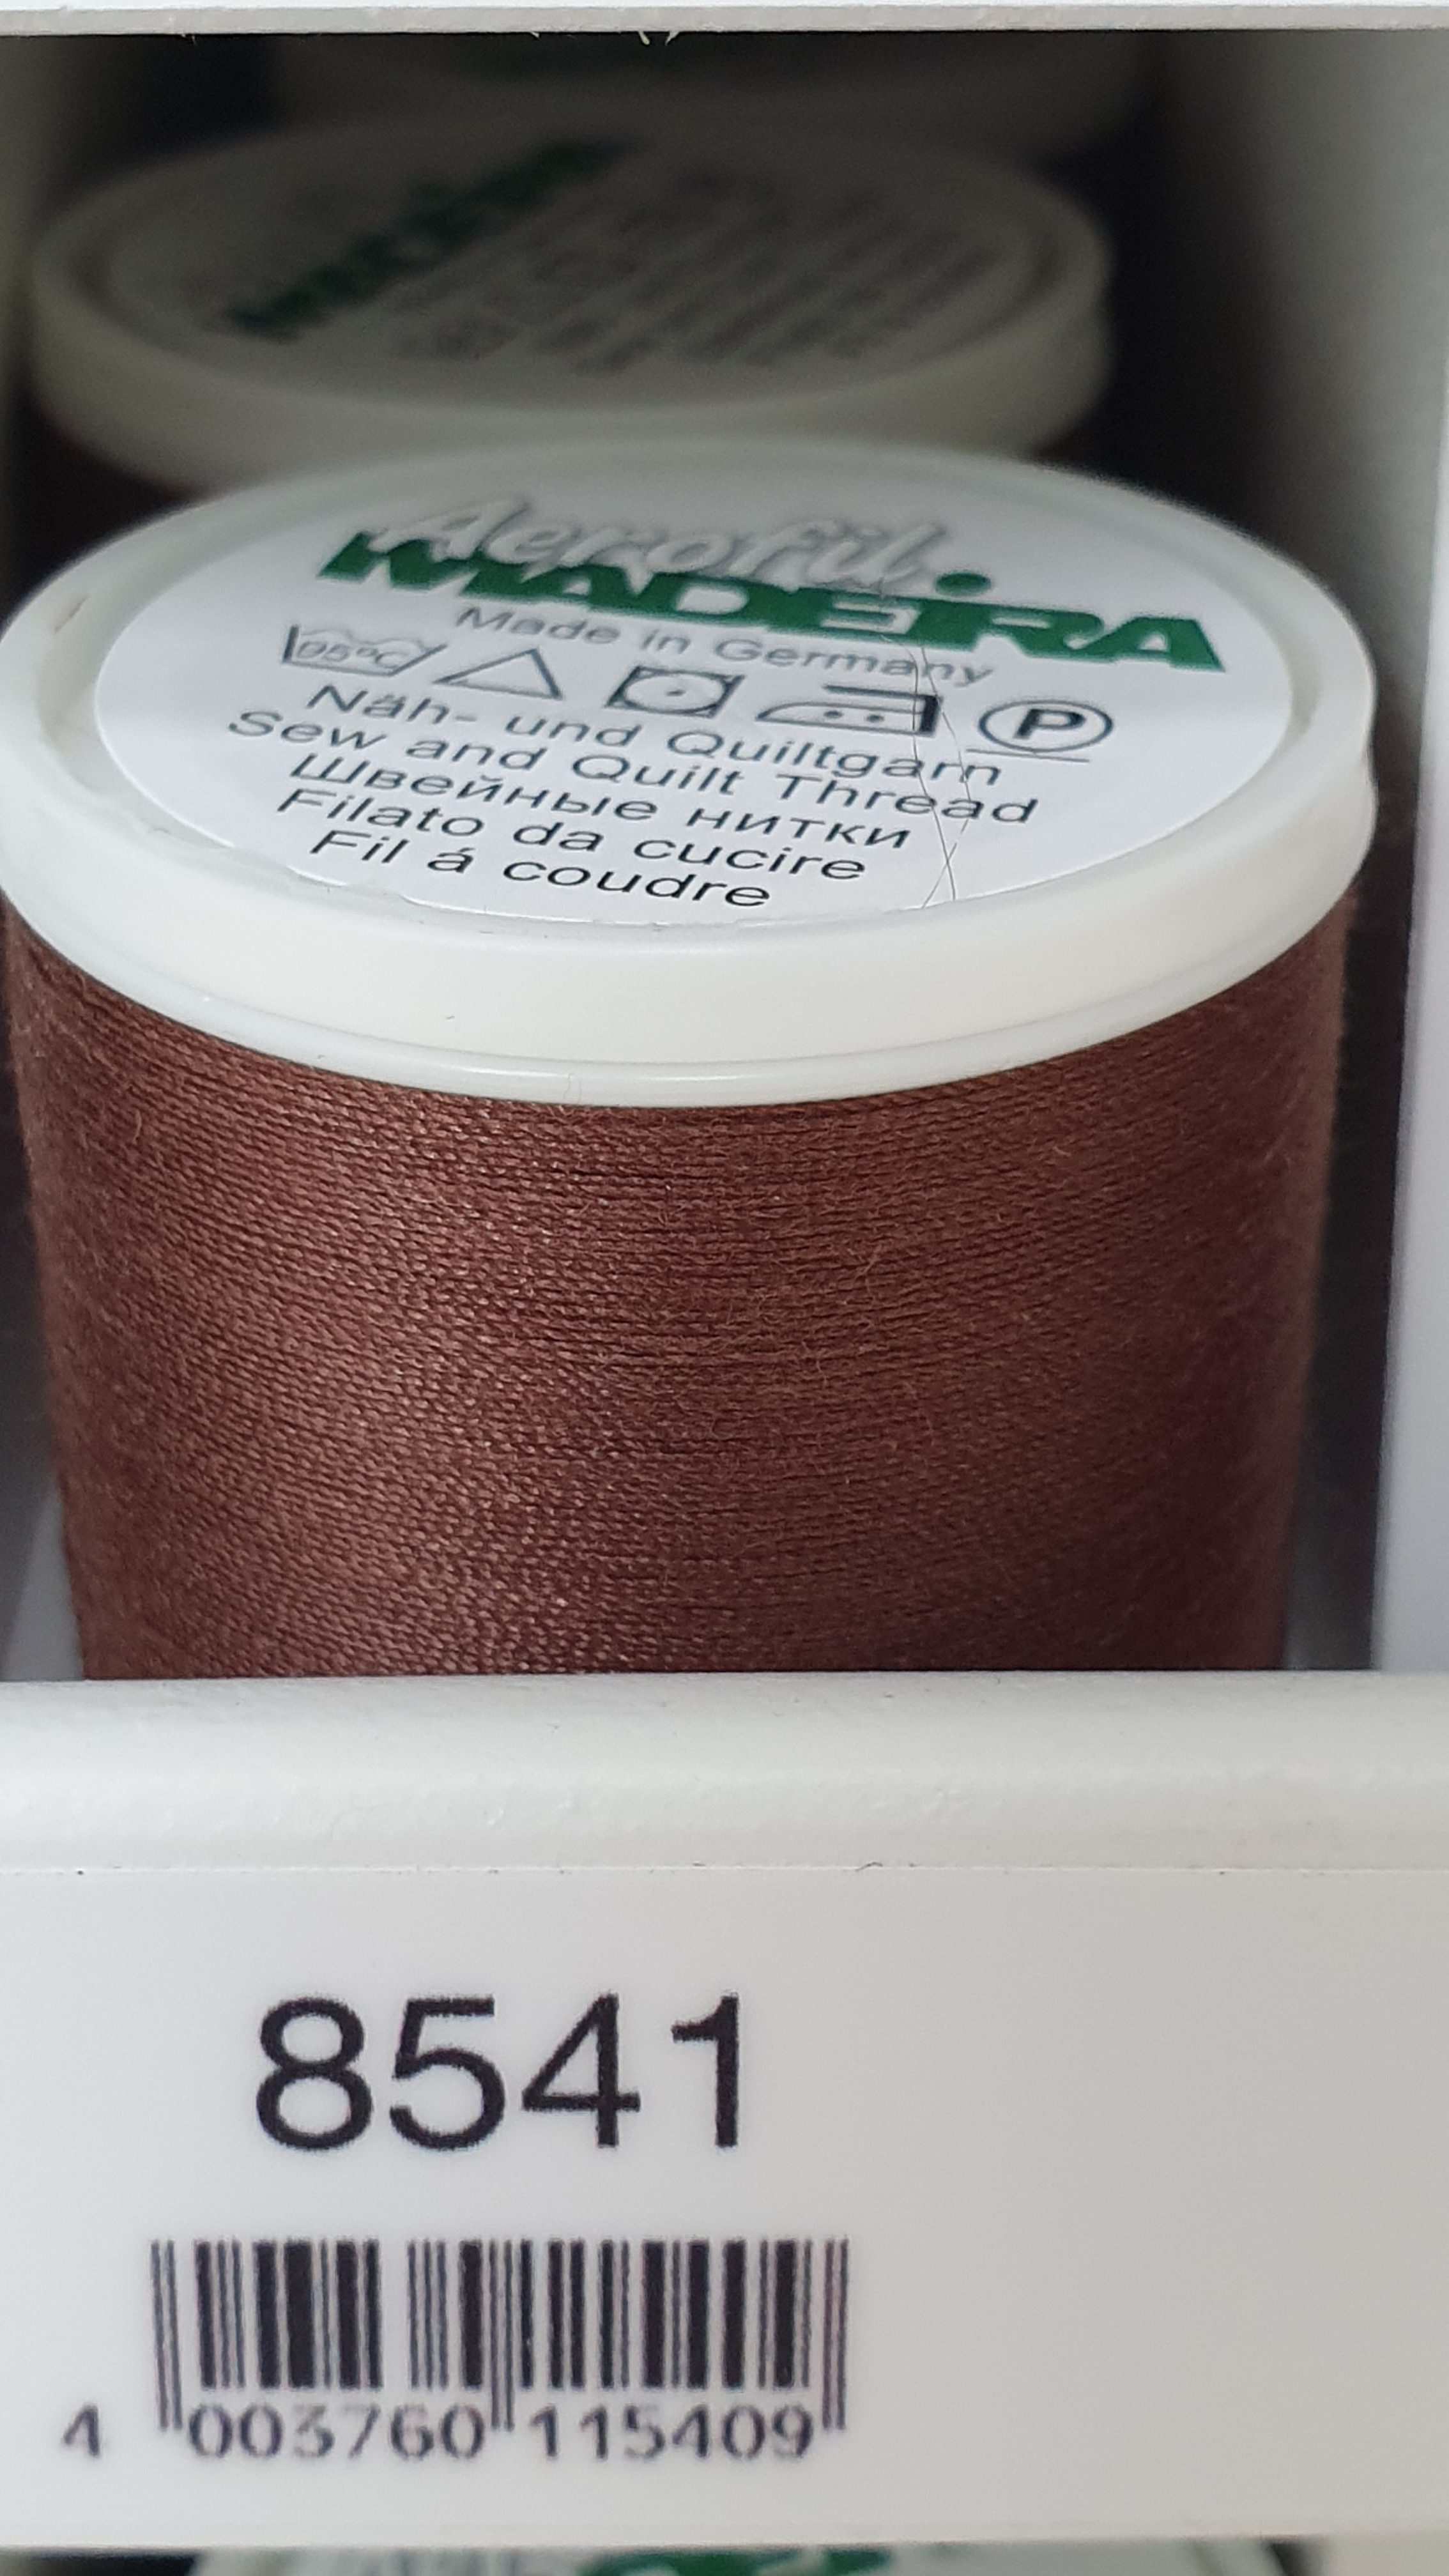 Aerofil
MADEIRA
Made in Germany
95°C P
Näh- und Quiltgarn
Sew and Quilt Thread
Швейные нитки
Filato da cucire
Fil á coudre
8541
4 003760 115409